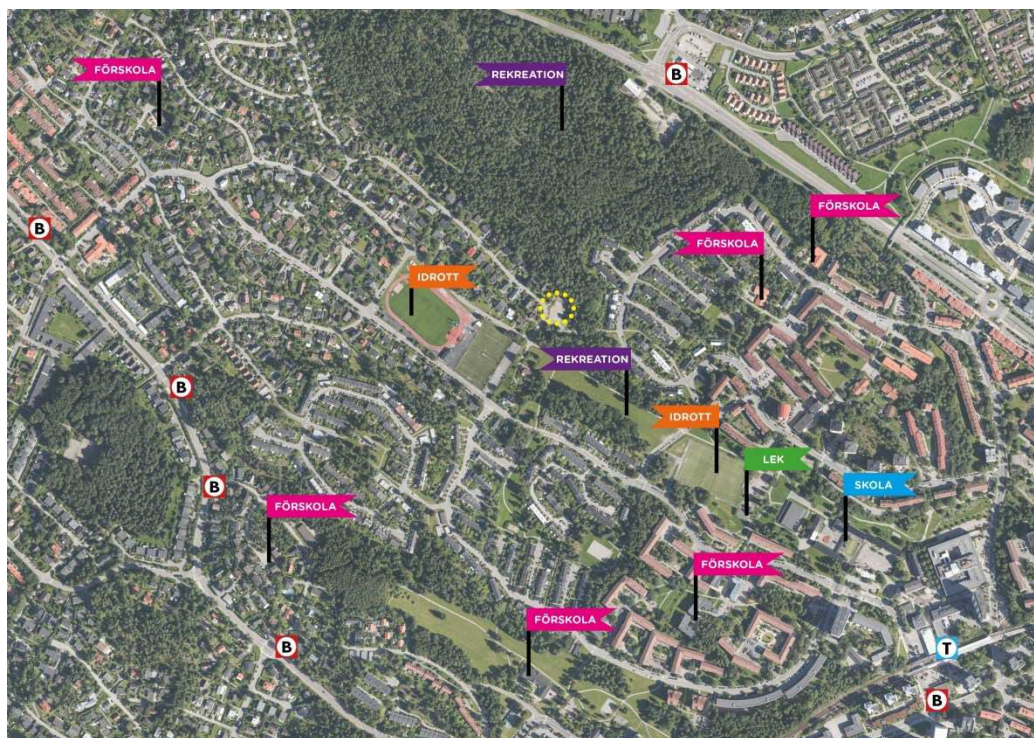 FÖRSKOLA
REKREATION
B
FÖRSKOLA
B
FÖRSKOLA
IDROTT
REKREATION
B
IDROTT
LEK
SKOLA
B
FÖRSKOLA
FÖRSKOLA
FÖRSKOLA
B
T
B